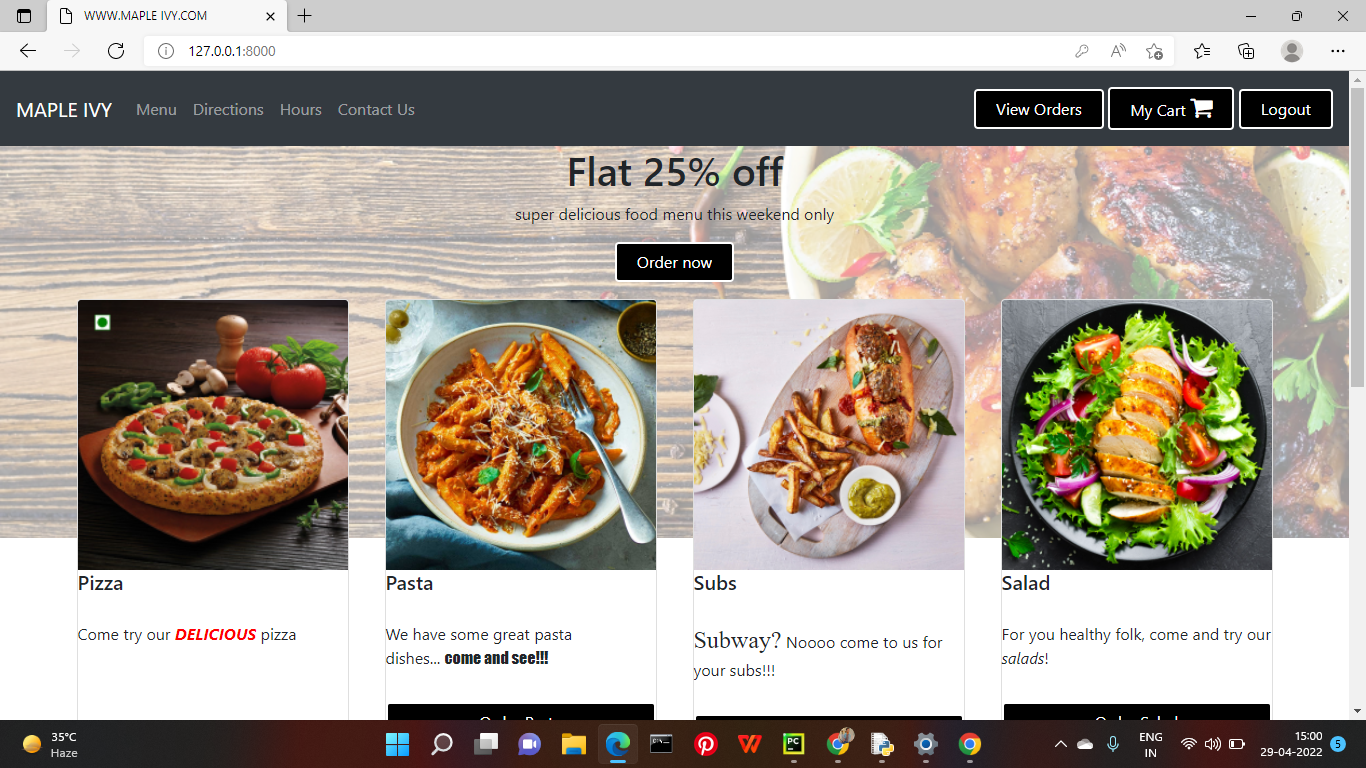 WWW.MAPLE IVY.COM
127.0.0.1:8000
MAPLE IVY Menu Directions Hours Contact Us View Orders My Cart Logout
Flat 25% off
super delicious food menu this weekend only
Order now
Pizza
Come try our DELICIOUS pizza
Pasta
We have some great pasta
dishes... come and see!!!
Subs
Subway? Noooo come to us for
your subs!!!
Salad
For you healthy folk, come and try our
salads!
35°C
Haze
ENG
IN
15:00
29-04-2022
5